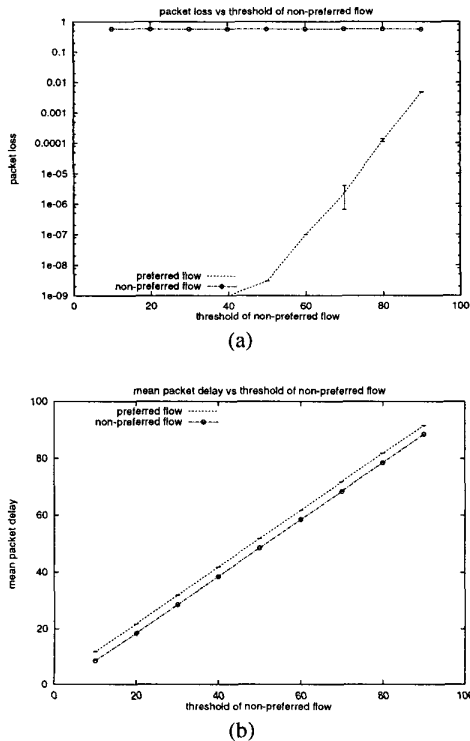 packet loss vs threshold of non-preferred flow
1
0.1
0.01
0.001
0.0001
1e-05
1e-06
1e-07
1e-08
1e-09
packet loss
preferred flow
non-preferred flow
0 20 40 60 80 100
threshold of non-preferred flow
(a)
mean packet delay vs threshold of non-preferred flow
100
80
60
40
20
0
mean packet delay
preferred flow
non-preferred flow
0 20 40 60 80 100
threshold of non-preferred flow
(b)